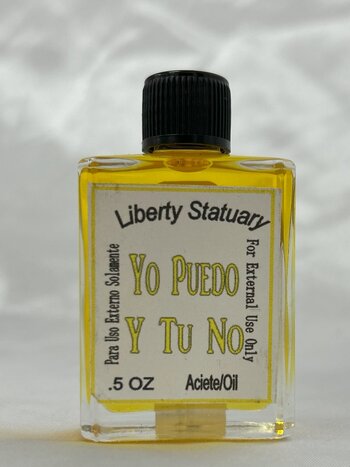 Liberty Statuary
Para Uso Externo Solamente
Yo Puedo
Y Tu No
For External Use Only
.5 OZ Aciete/Oil